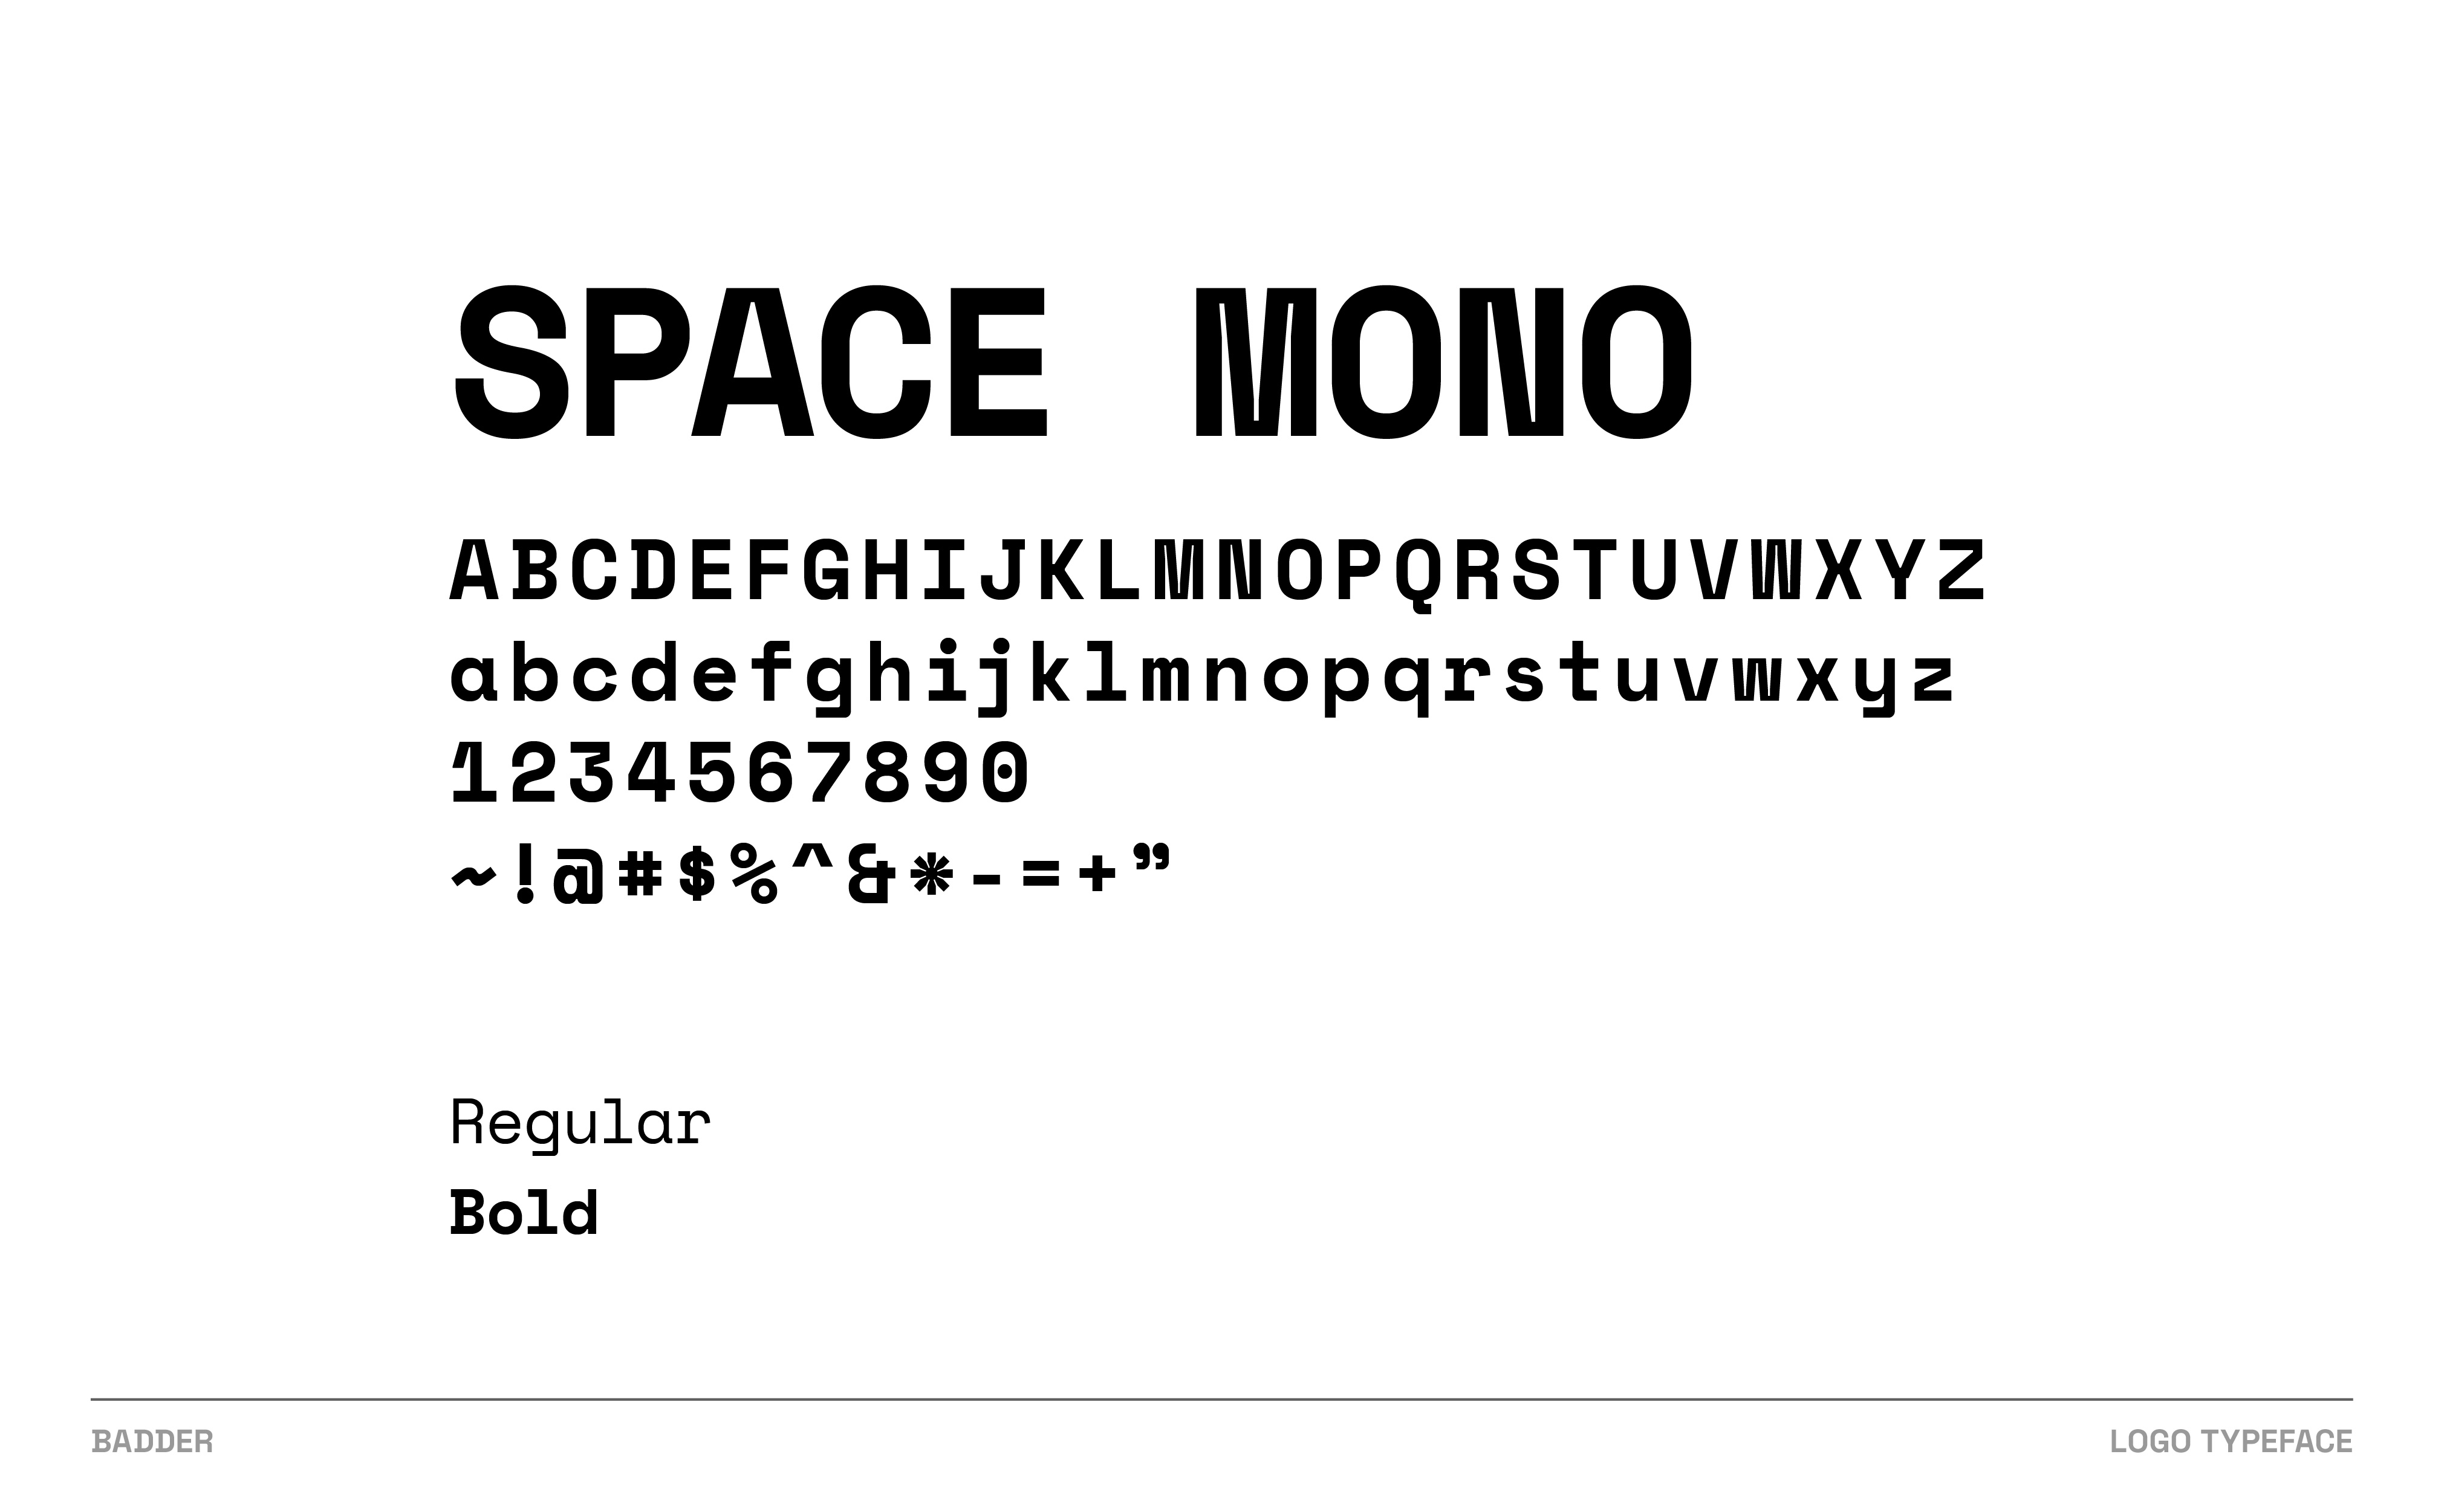 SPACE MONO
ABCDEFGHIJKLMNOPQRSTUVWXYZ
abcdefghijklmnopqrstuvwxyz
1234567890
~!@#$%^&*-=+”
Regular
Bold
BADDER
LOGO TYPEFACE